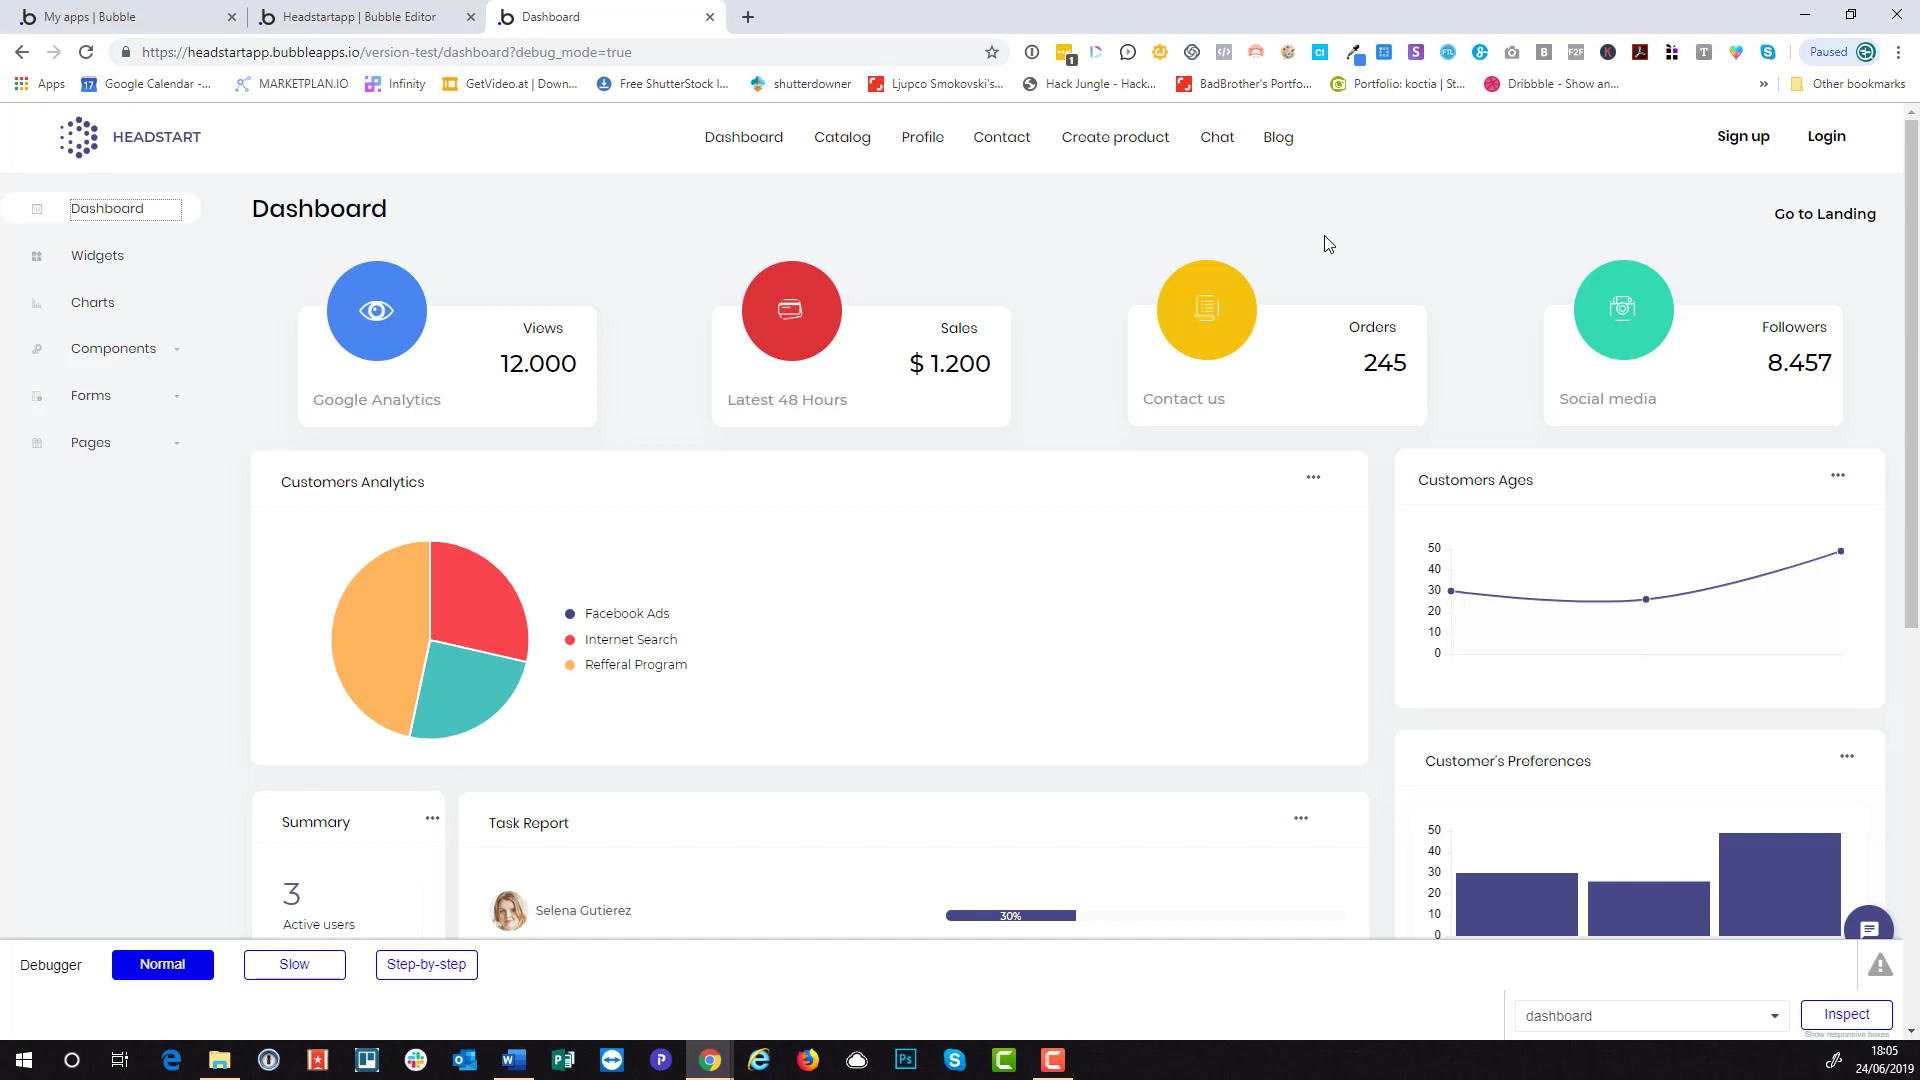 My apps | Bubble
Headstartapp | Bubble Editor
Dashboard
https://headstartapp.bubbleapps.io/version-test/dashboard?debug_mode=true
Paused
Apps
Google Calendar -...
MARKETPLAN.IO
Infinity
GetVideo.at | Down...
Free ShutterStock I...
shutterdowner
Ljupco Smokovski's...
Hack Jungle - Hack...
BadBrother's Portfo...
Portfolio: koctia | St...
Dribbble - Show an...
»
Other bookmarks
HEADSTART
Dashboard
Catalog
Profile
Contact
Create product
Chat
Blog
Sign up
Login
Dashboard
Widgets
Charts
Components
Forms
Pages
Dashboard
Go to Landing
Views
12.000
Google Analytics
Sales
$ 1.200
Latest 48 Hours
Orders
245
Contact us
Followers
8.457
Social media
Customers Analytics
Facebook Ads
Internet Search
Refferal Program
Customers Ages
50
40
30
20
10
0
Customer's Preferences
50
40
30
20
10
0
Summary
3
Active users
Task Report
Selena Gutierez
30%
Debugger
Normal
Slow
Step-by-step
dashboard
Inspect
Show responsive boxes
18:05
24/06/2019